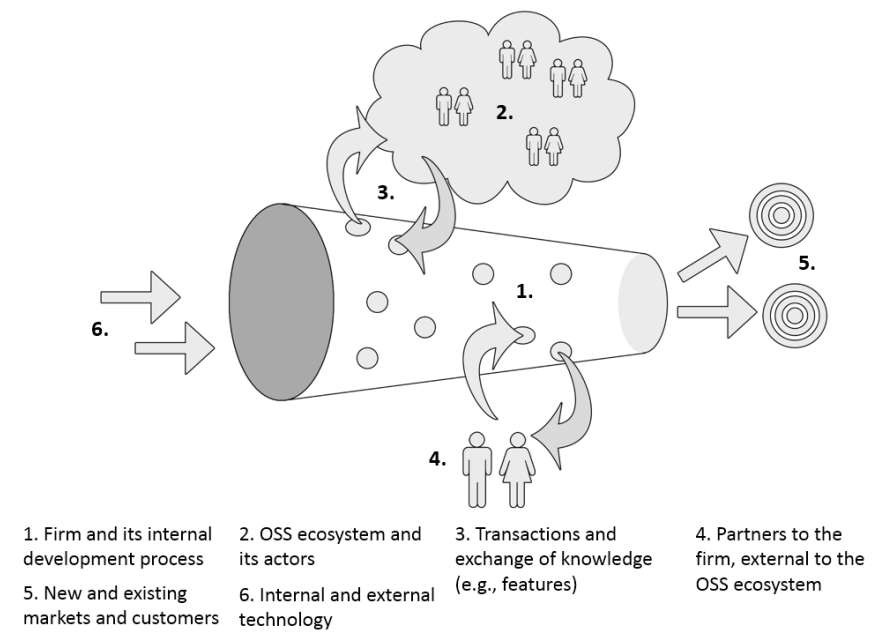 2.
3.
1.
5.
6.
4.
1. Firm and its internal
development process
2. OSS ecosystem and
its actors
3. Transactions and
exchange of knowledge
(e.g., features)
4. Partners to the
firm, external to the
OSS ecosystem
5. New and existing
markets and customers
6. Internal and external
technology